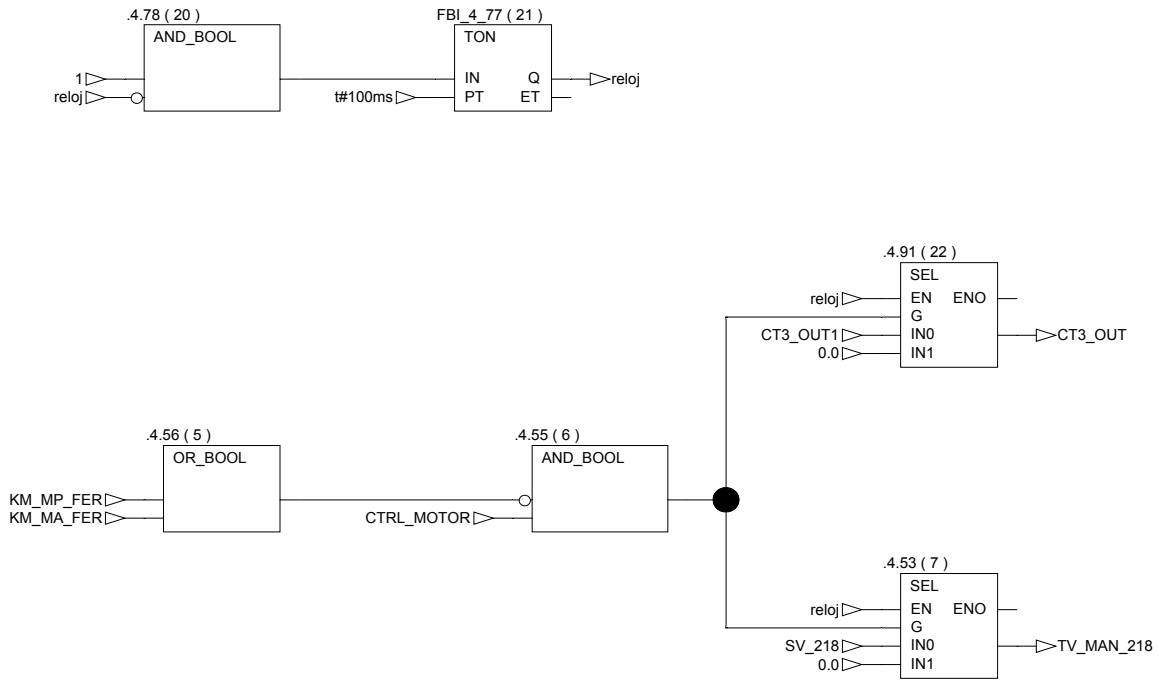 .4.78 ( 20 )
AND_BOOL
1
reloj
FBI_4_77 ( 21 )
TON
IN Q
PT ET
t#100ms
reloj
.4.91 ( 22 )
SEL
EN ENO
G
IN0
IN1
reloj
CT3_OUT1
0.0
CT3_OUT
.4.56 ( 5 )
OR_BOOL
KM_MP_FER
KM_MA_FER
.4.55 ( 6 )
AND_BOOL
CTRL_MOTOR
.4.53 ( 7 )
SEL
EN ENO
G
IN0
IN1
reloj
SV_218
0.0
TV_MAN_218